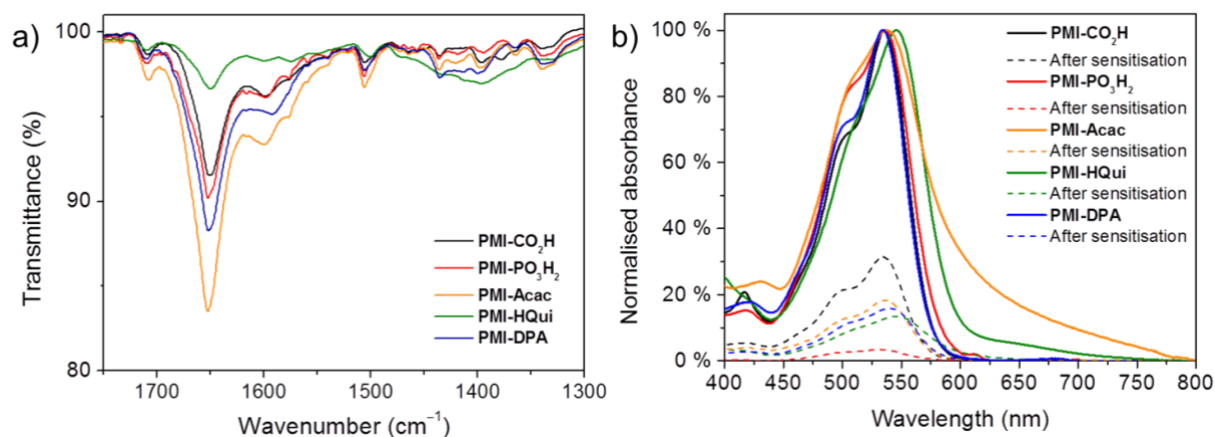 a)
100
90
80
Transmittance (%)
1700
1600
1500
1400
1300
Wavenumber (cm⁻¹)
PMI-CO₂H
PMI-PO₃H₂
PMI-Acac
PMI-HQui
PMI-DPA
b)
100 %
80 %
60 %
40 %
20 %
0 %
Normalised absorbance
400
450
500
550
600
650
700
750
800
Wavelength (nm)
PMI-CO₂H
After sensitisation
PMI-PO₃H₂
After sensitisation
PMI-Acac
After sensitisation
PMI-HQui
After sensitisation
PMI-DPA
After sensitisation